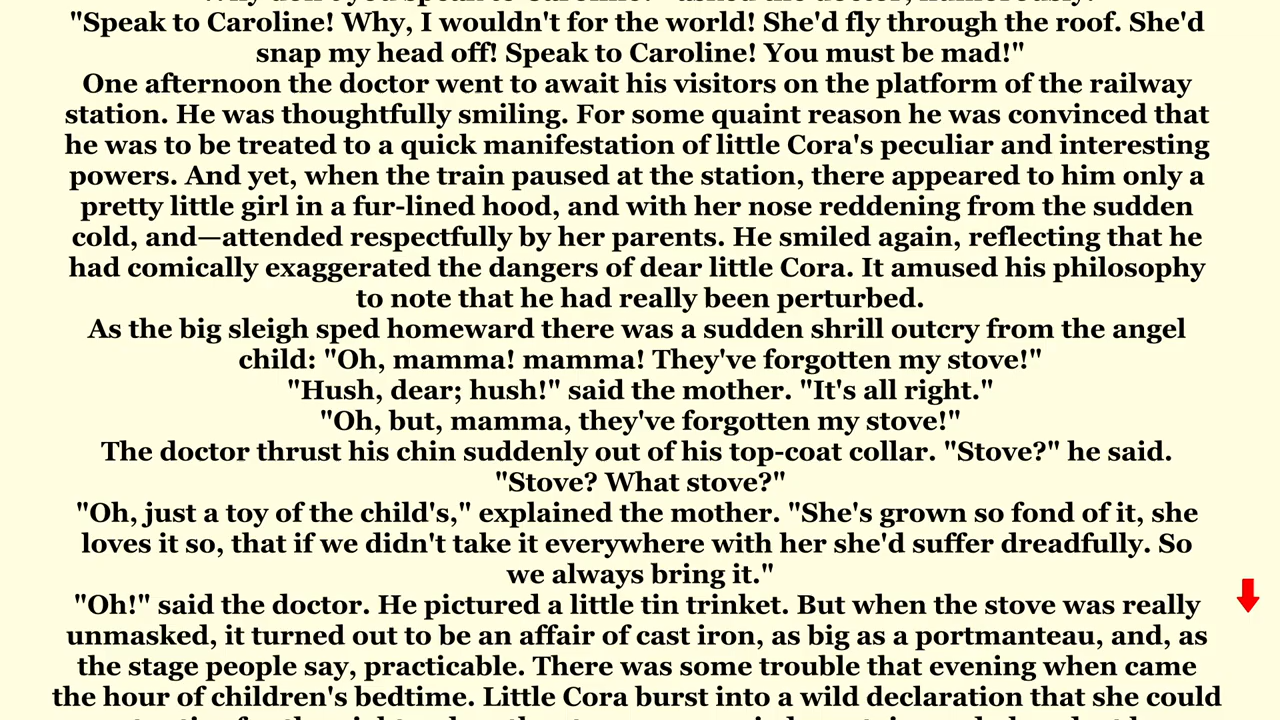 "Speak to Caroline! Why, I wouldn't for the world! She'd fly through the roof. She'd
snap my head off! Speak to Caroline! You must be mad!"
One afternoon the doctor went to await his visitors on the platform of the railway
station. He was thoughtfully smiling. For some quaint reason he was convinced that
he was to be treated to a quick manifestation of little Cora's peculiar and interesting
powers. And yet, when the train paused at the station, there appeared to him only a
pretty little girl in a fur-lined hood, and with her nose reddening from the sudden
cold, and—attended respectfully by her parents. He smiled again, reflecting that he
had comically exaggerated the dangers of dear little Cora. It amused his philosophy
to note that he had really been perturbed.
As the big sleigh sped homeward there was a sudden shrill outcry from the angel
child: "Oh, mamma! mamma! They've forgotten my stove!"
"Hush, dear; hush!" said the mother. "It's all right."
"Oh, but, mamma, they've forgotten my stove!"
The doctor thrust his chin suddenly out of his top-coat collar. "Stove?" he said.
"Stove? What stove?"
"Oh, just a toy of the child's," explained the mother. "She's grown so fond of it, she
loves it so, that if we didn't take it everywhere with her she'd suffer dreadfully. So
we always bring it."
"Oh!" said the doctor. He pictured a little tin trinket. But when the stove was really
unmasked, it turned out to be an affair of cast iron, as big as a portmanteau, and, as
the stage people say, practicable. There was some trouble that evening when came
the hour of children's bedtime. Little Cora burst into a wild declaration that she could